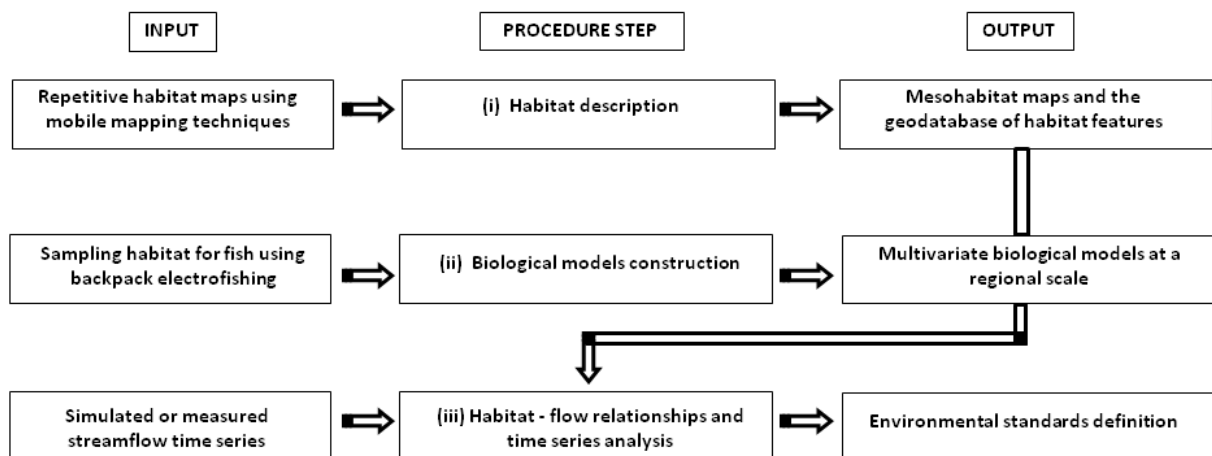 INPUT
PROCEDURE STEP
OUTPUT
Repetitive habitat maps using
mobile mapping techniques
(i) Habitat description
Mesohabitat maps and the
geodatabase of habitat features
Sampling habitat for fish using
backpack electrofishing
(ii) Biological models construction
Multivariate biological models at a
regional scale
Simulated or measured
streamflow time series
(iii) Habitat - flow relationships and
time series analysis
Environmental standards definition